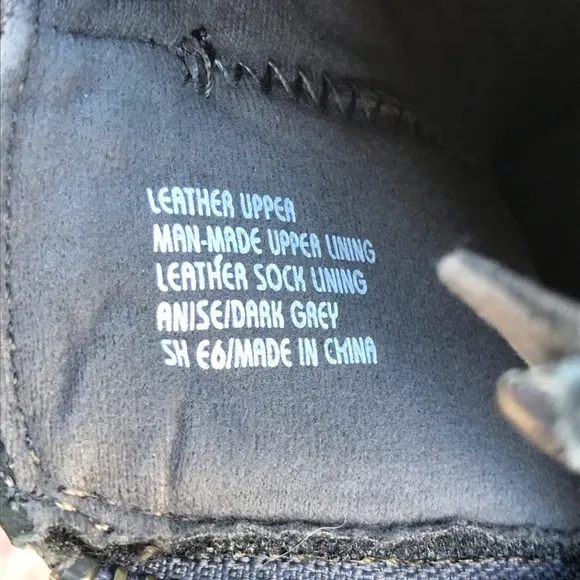 LEATHER UPPER
MAN-MADE UPPER LINING
LEATHER SOCK LINING
ANISE/DARK GREY
SH E6/MADE IN CHINA